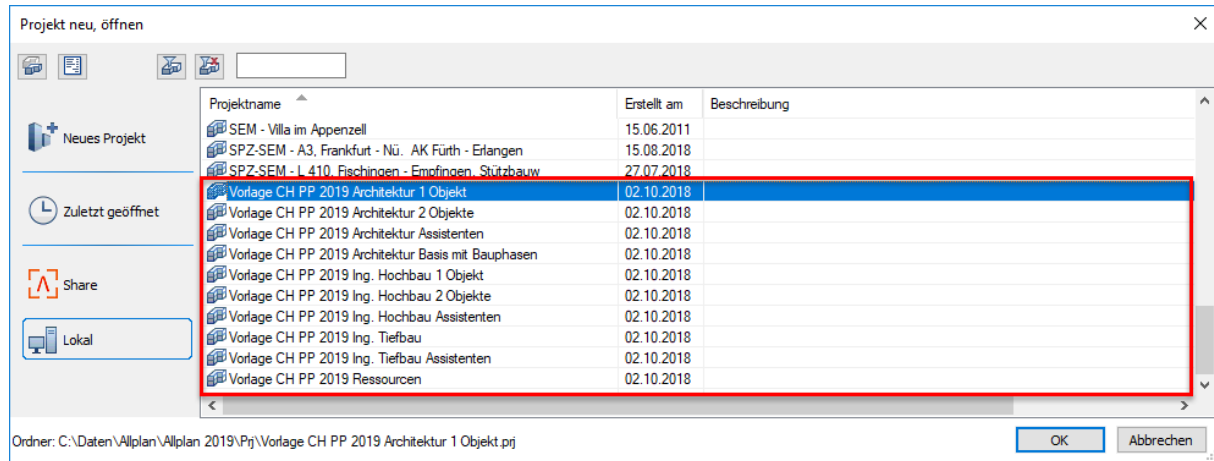 Projekt neu, öffnen
Projektname Erstellt am Beschreibung
Neues Projekt
Zuletzt geöffnet
Share
Lokal
SEM - Villa im Appenzell 15.06.2011
SPZ-SEM - A3, Frankfurt - Nü. AK Fürth - Erlangen 15.08.2018
SPZ-SEM - L 410, Fischingen - Empfingen, Stützbauw 27.07.2018
Vorlage CH PP 2019 Architektur 1 Objekt 02.10.2018
Vorlage CH PP 2019 Architektur 2 Objekte 02.10.2018
Vorlage CH PP 2019 Architektur Assistenten 02.10.2018
Vorlage CH PP 2019 Architektur Basis mit Bauphasen 02.10.2018
Vorlage CH PP 2019 Ing. Hochbau 1 Objekt 02.10.2018
Vorlage CH PP 2019 Ing. Hochbau 2 Objekte 02.10.2018
Vorlage CH PP 2019 Ing. Hochbau Assistenten 02.10.2018
Vorlage CH PP 2019 Ing. Tiefbau 02.10.2018
Vorlage CH PP 2019 Ing. Tiefbau Assistenten 02.10.2018
Vorlage CH PP 2019 Ressourcen 02.10.2018
Ordner: C:\Daten\Allplan\Allplan 2019\Prj\Vorlage CH PP 2019 Architektur 1 Objekt.prj
OK Abbrechen